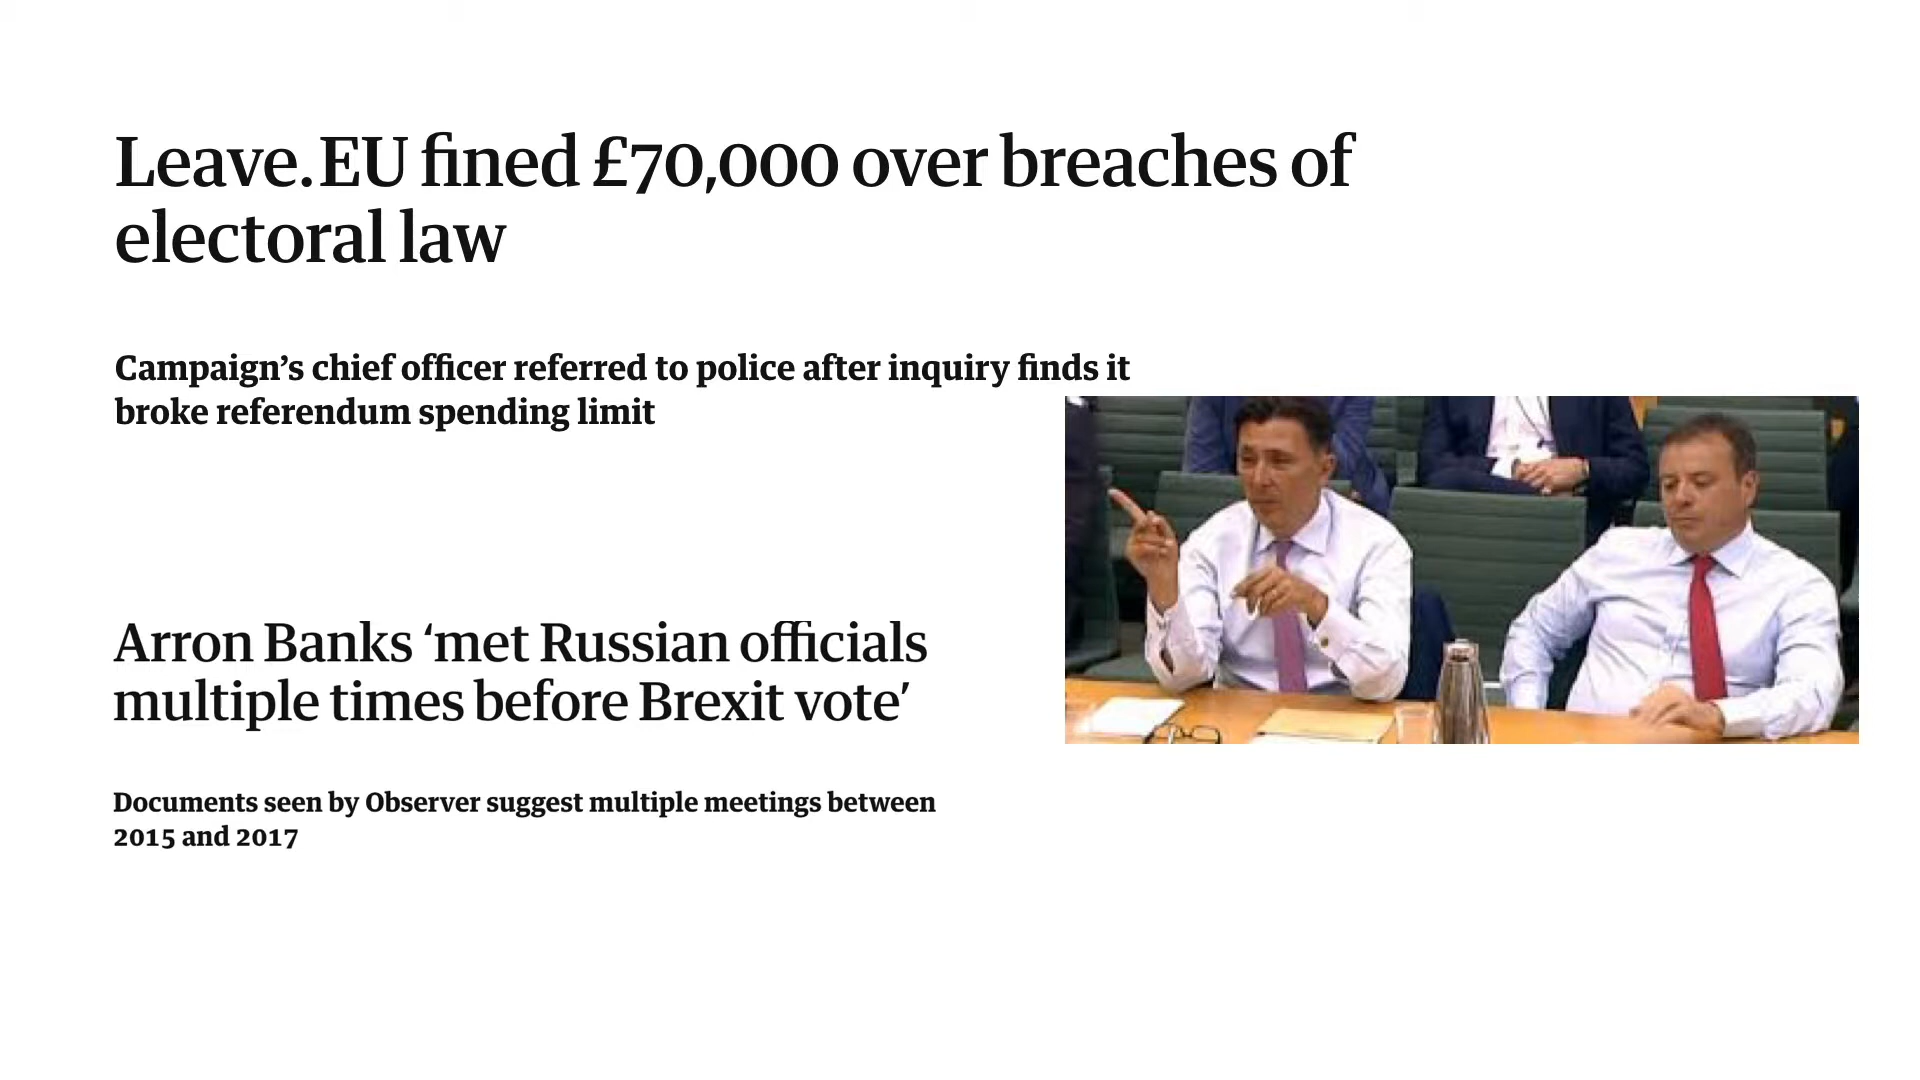 Leave.EU fined £70,000 over breaches of
electoral law
Campaign’s chief officer referred to police after inquiry finds it
broke referendum spending limit
Arron Banks ‘met Russian officials
multiple times before Brexit vote’
Documents seen by Observer suggest multiple meetings between
2015 and 2017